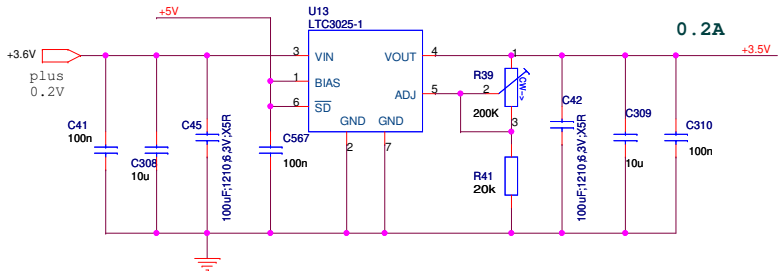 U13
LTC3025-1
+5V
0.2A
+3.6V
3
VIN
VOUT
4
1
+3.5V
plus
0.2V
1
BIAS
R39
CW->
ADJ
5
2
200K
6
SD
3
C41
100n
C308
10u
C45
100uF;1210;6,3V;X5R
C567
100n
GND
GND
2
7
R41
20k
C42
100uF;1210;6,3V;X5R
C309
10u
C310
100n